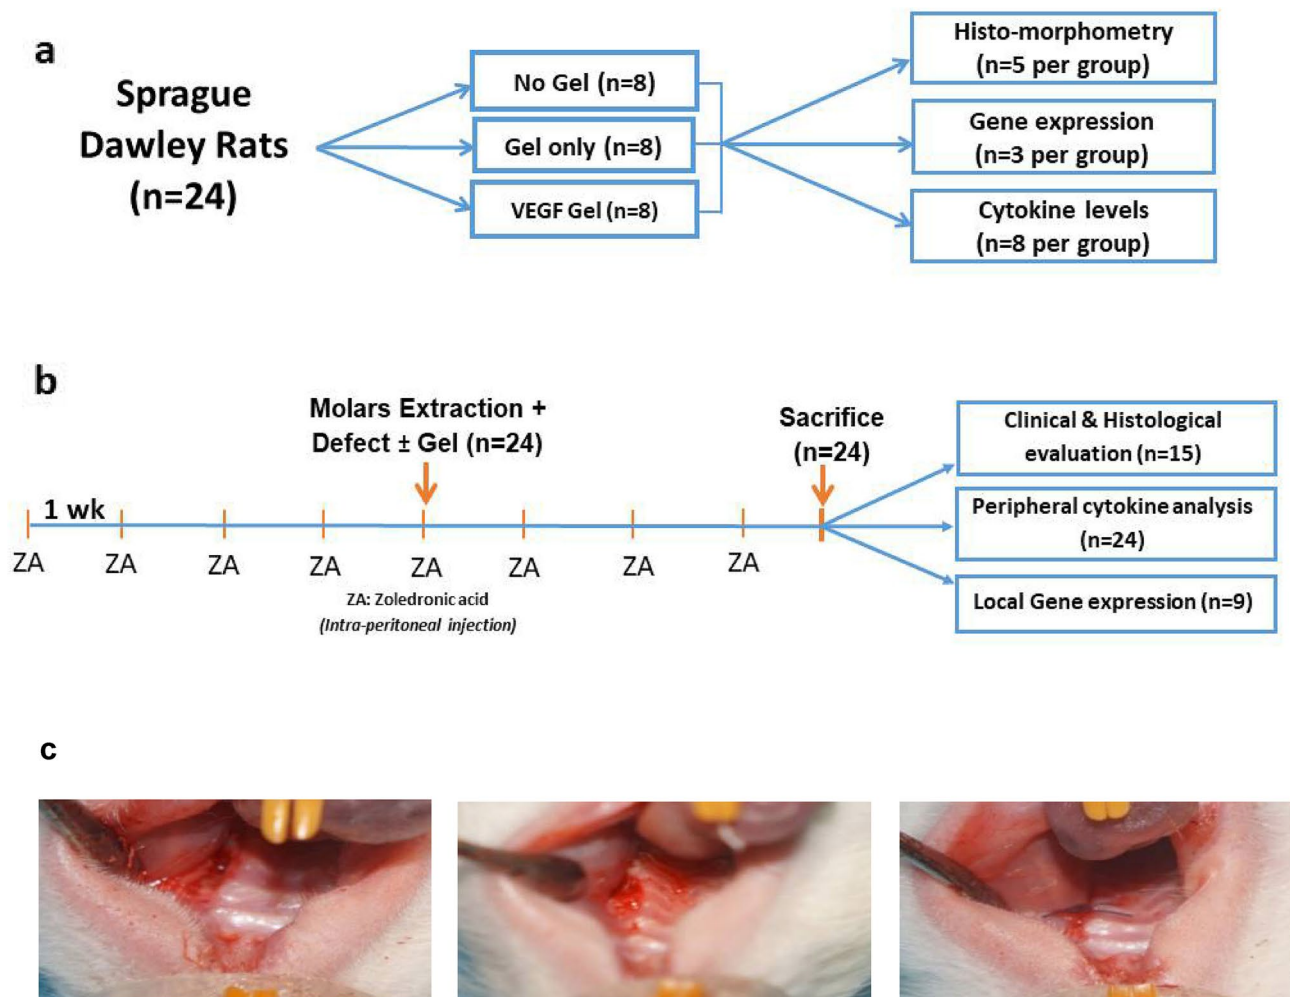 a
Sprague
Dawley Rats
(n=24)
No Gel (n=8)
Gel only (n=8)
VEGF Gel (n=8)
Histo-morphometry
(n=5 per group)
Gene expression
(n=3 per group)
Cytokine levels
(n=8 per group)
b
Molars Extraction +
Defect ± Gel (n=24)
Sacrifice
(n=24)
1 wk
ZA ZA ZA ZA ZA ZA ZA ZA
ZA: Zoledronic acid
(Intra-peritoneal injection)
Clinical & Histological
evaluation (n=15)
Peripheral cytokine analysis
(n=24)
Local Gene expression (n=9)
c